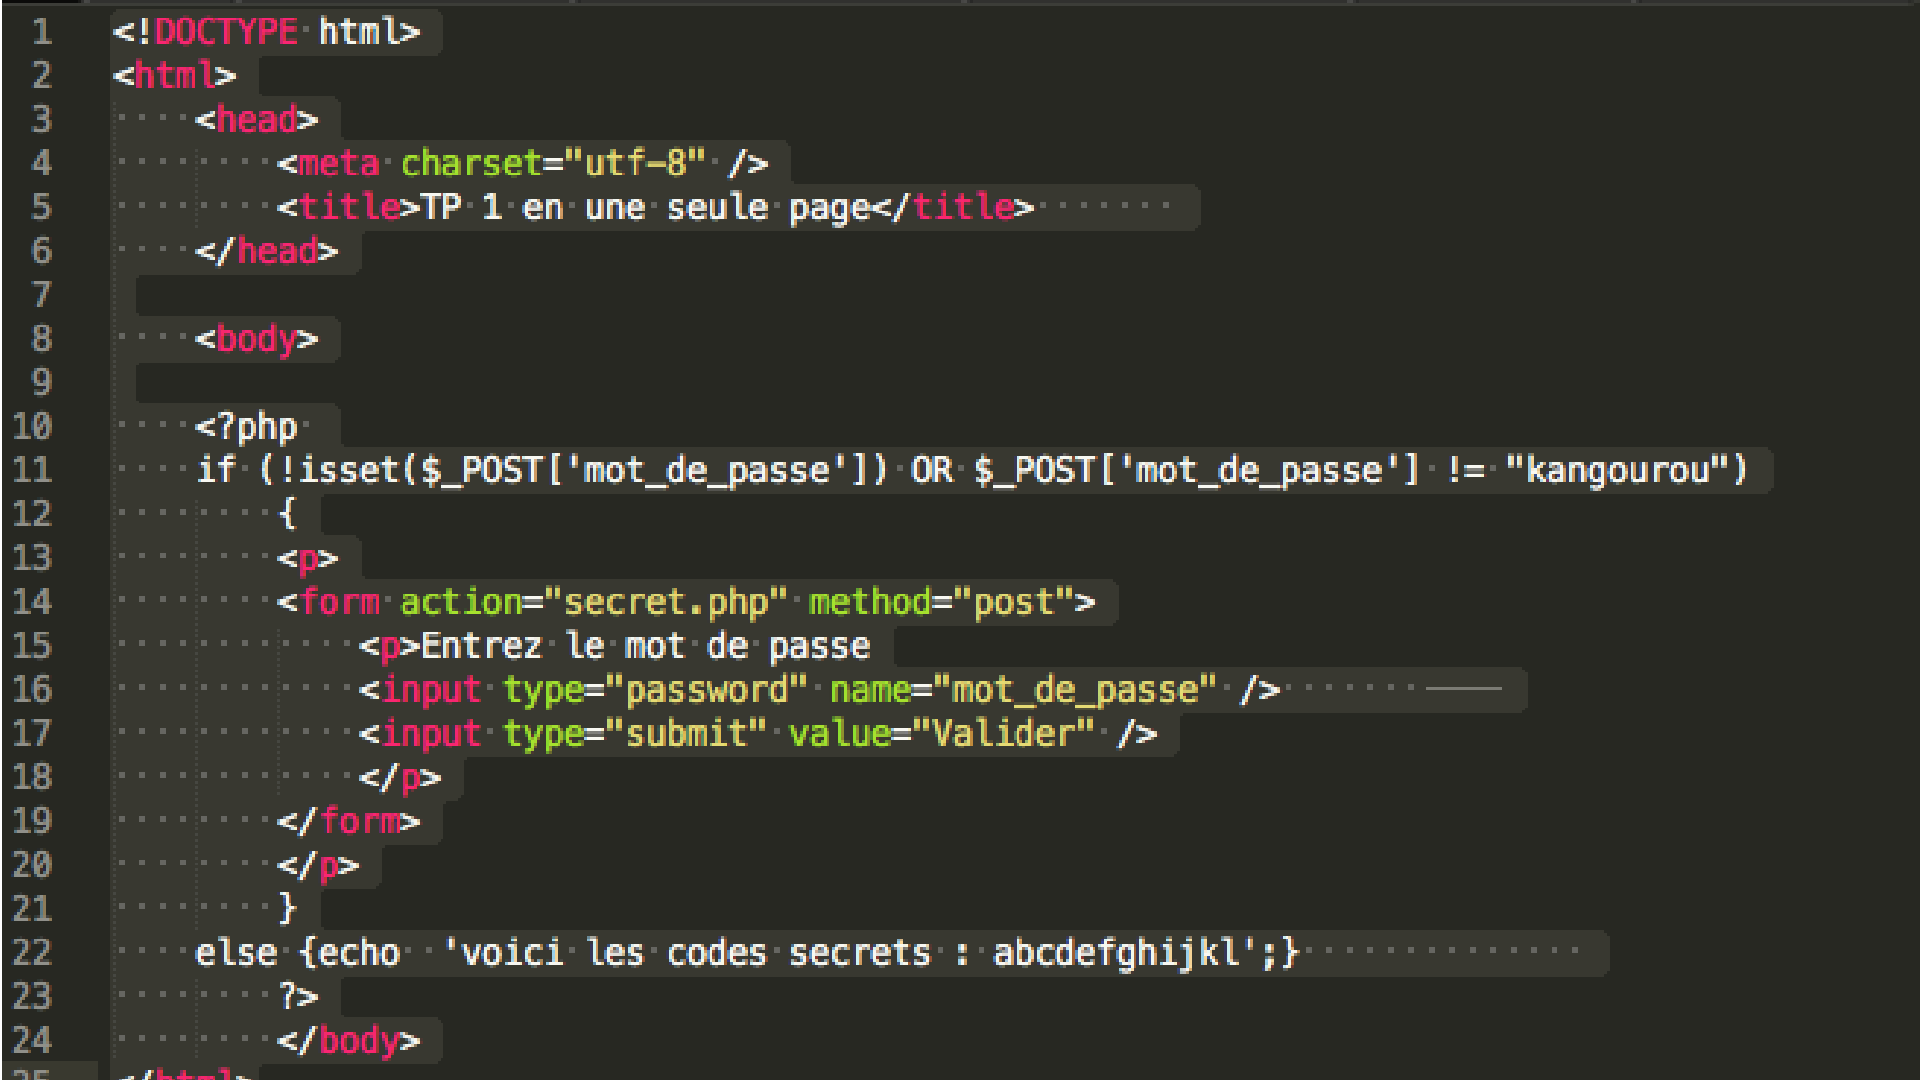 1 <!DOCTYPE html>
2 <html>
3 <head>
4 <meta charset="utf-8" />
5 <title>TP 1 en une seule page</title>
6 </head>
7
8 <body>
9
10 <?php
11 if (!isset($_POST['mot_de_passe']) OR $_POST['mot_de_passe'] != "kangourou")
12 {
13 <p>
14 <form action="secret.php" method="post">
15 <p>Entrez le mot de passe
16 <input type="password" name="mot_de_passe" />
17 <input type="submit" value="Valider" />
18 </p>
19 </form>
20 </p>
21 }
22 else {echo  'voici les codes secrets : abcdefghijkl';}
23 ?>
24 </body>
25 </html>